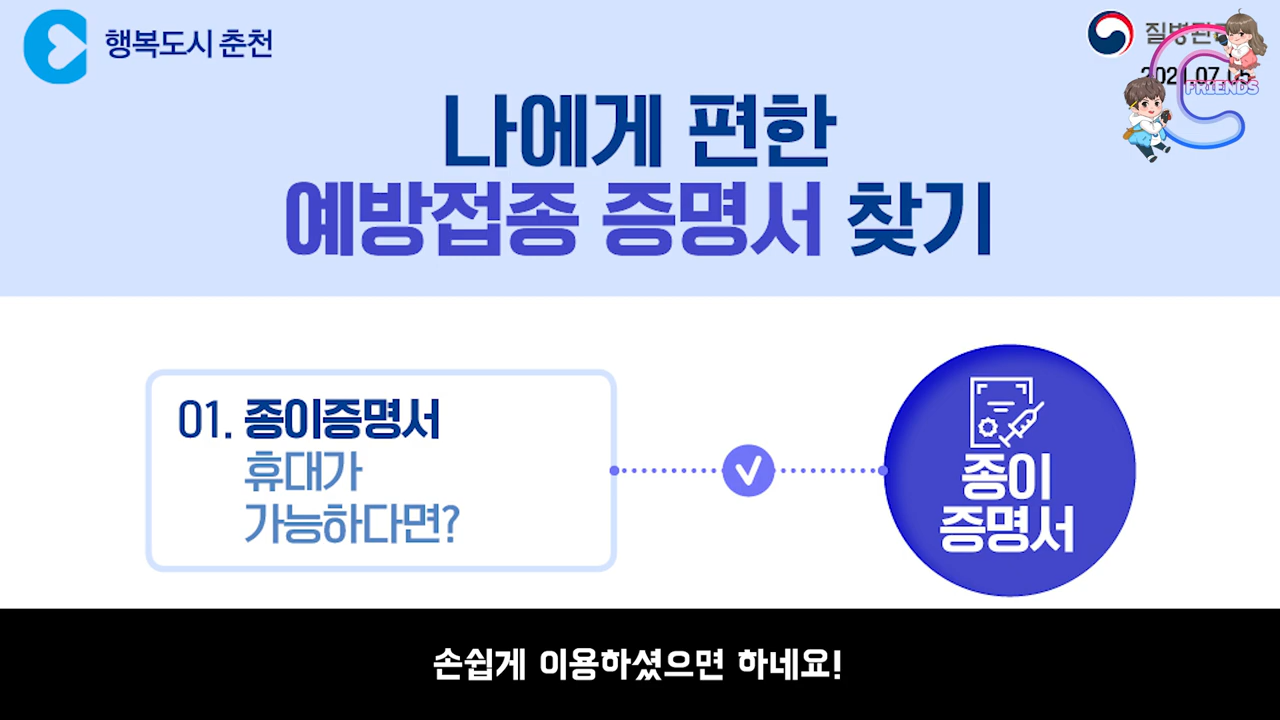 행복도시 춘천
나에게 편한
예방접종 증명서 찾기
01. 종이증명서
휴대가
가능하다면?
종이
증명서
손쉽게 이용하셨으면 하네요!
FRIENDS